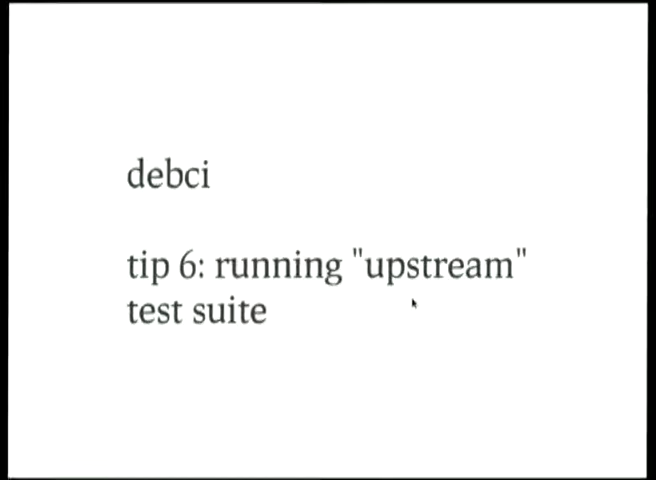 debci
tip 6: running "upstream"
test suite